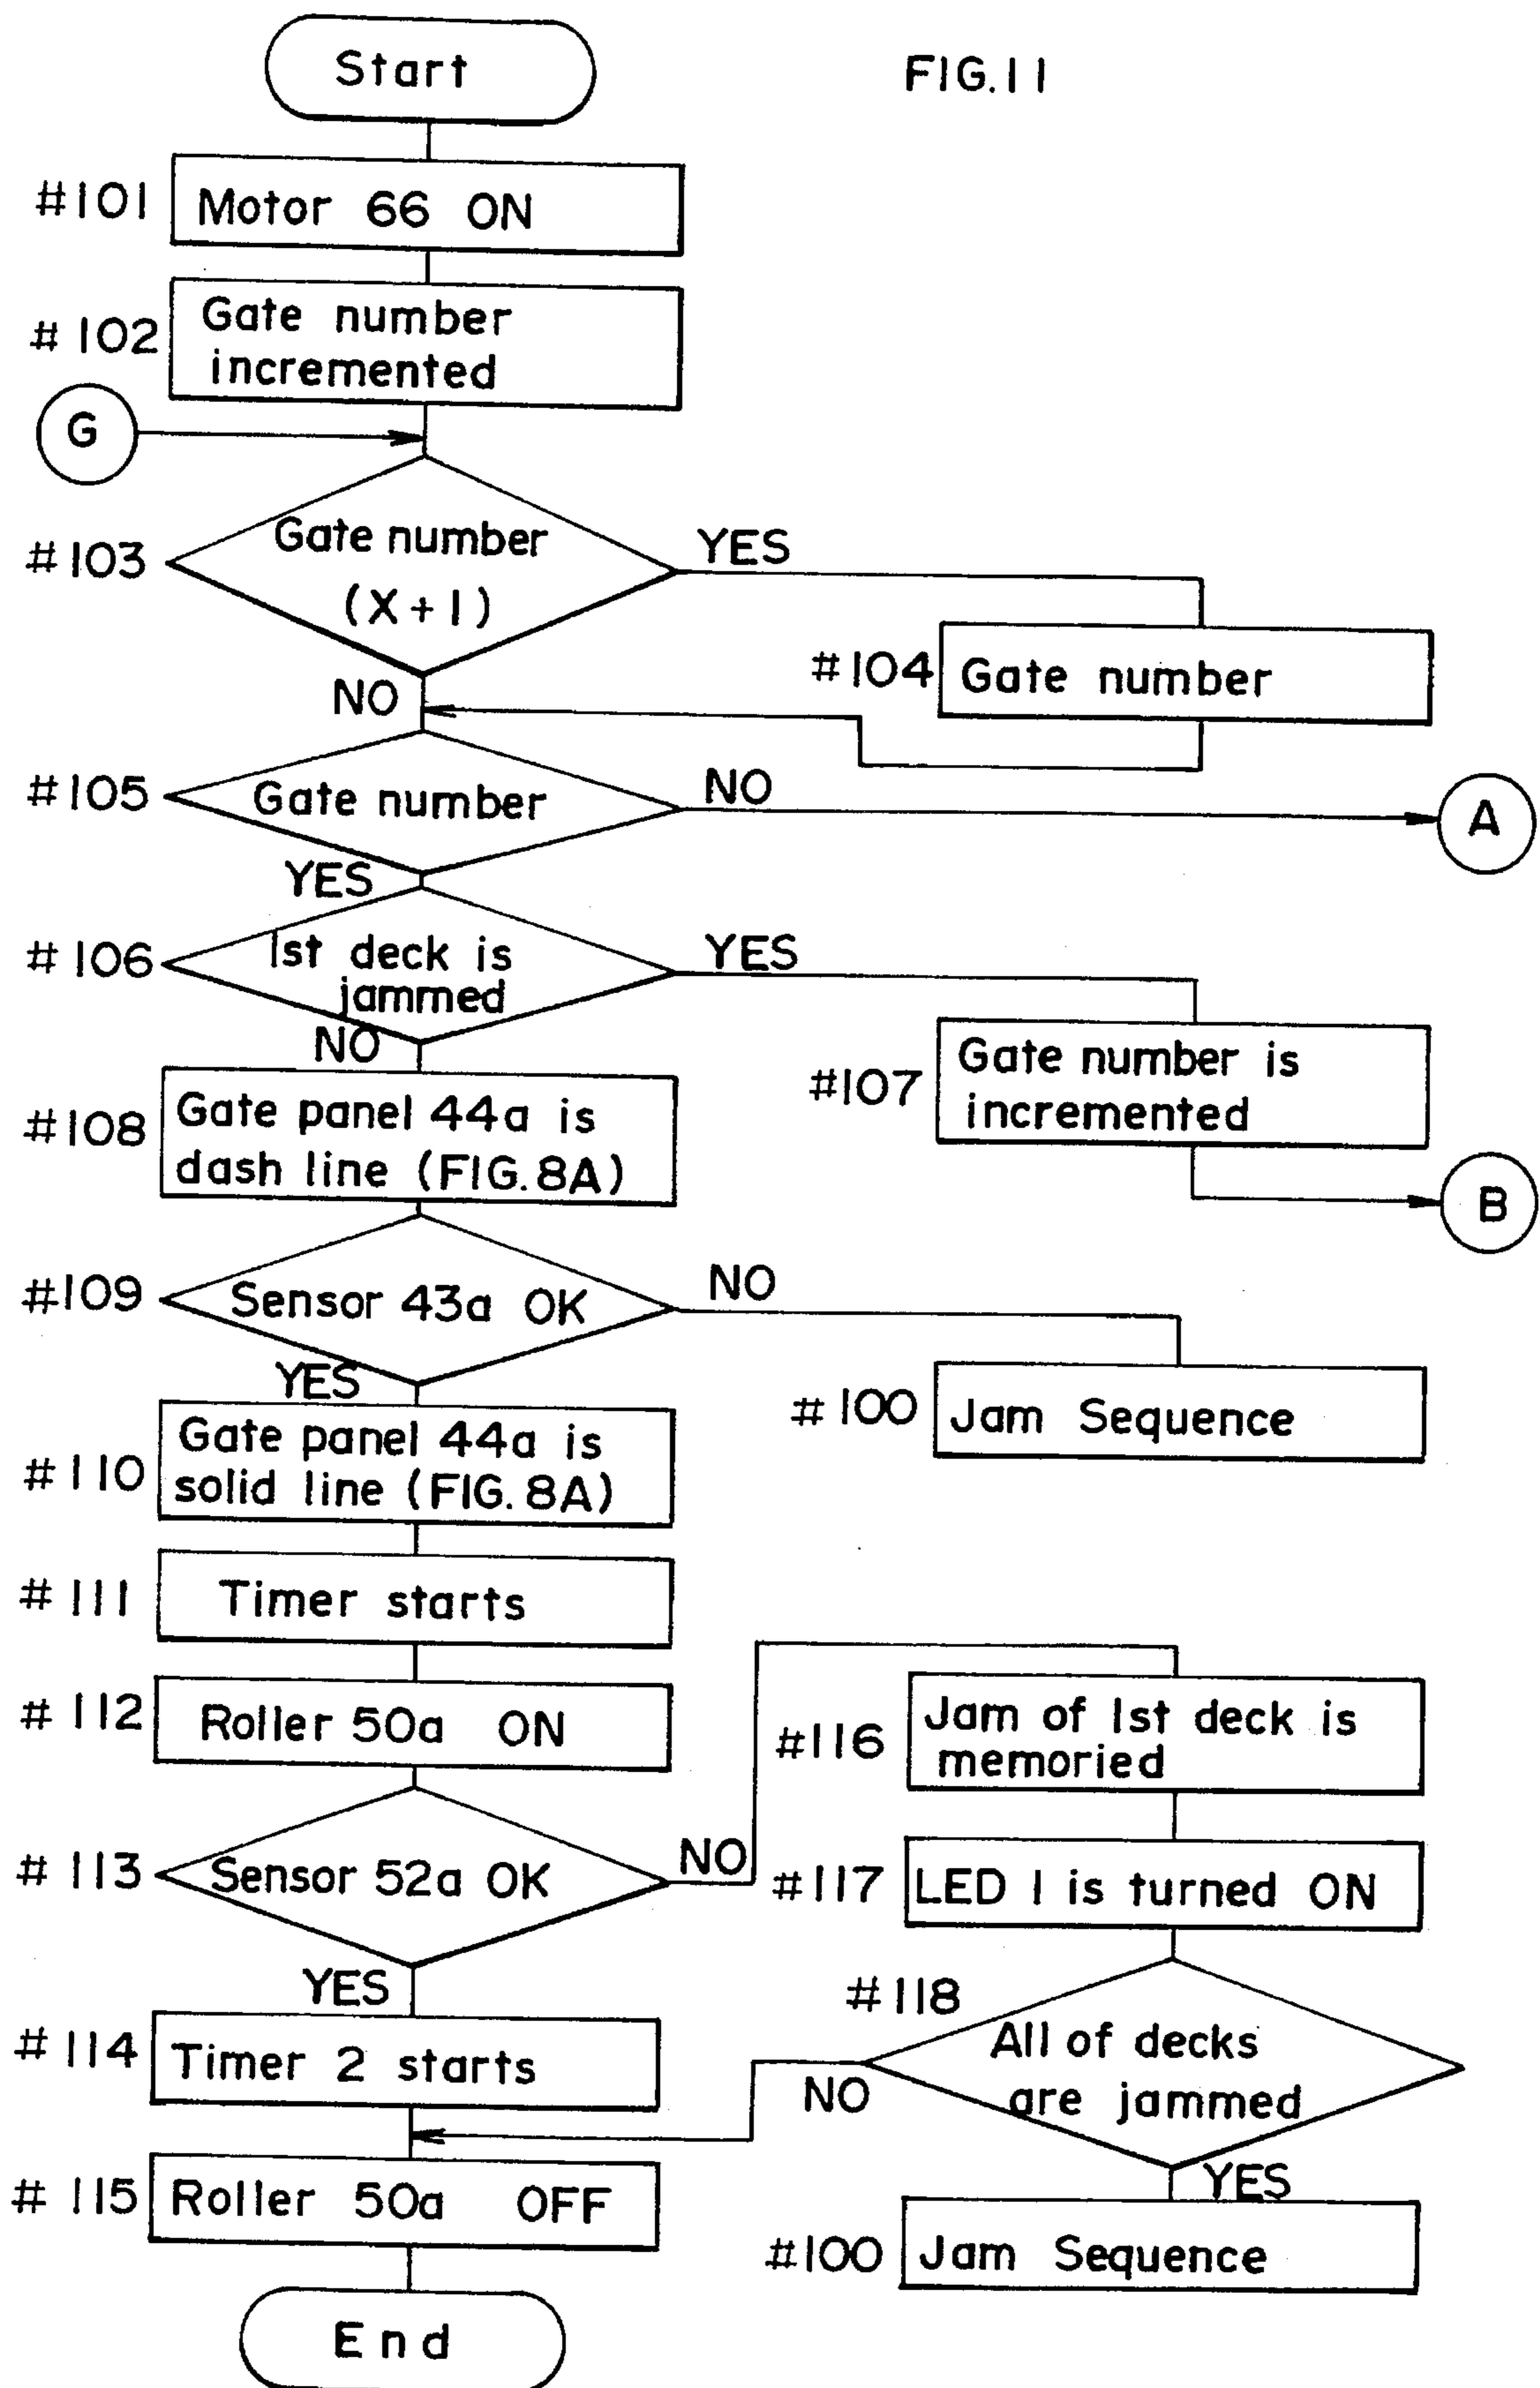 FIG.11
Start
#101 Motor 66 ON
#102 Gate number
incremented
G
#103 Gate number
(X+1)
YES
NO
#104 Gate number
#105 Gate number
NO
A
YES
#106 1st deck is
jammed
YES
NO
#107 Gate number is
incremented
B
#108 Gate panel 44a is
dash line (FIG.8A)
#109 Sensor 43a OK
NO
YES
#100 Jam Sequence
#110 Gate panel 44a is
solid line (FIG.8A)
#111 Timer starts
#112 Roller 50a ON
#113 Sensor 52a OK
NO
YES
#116 Jam of 1st deck is
memoried
#117 LED 1 is turned ON
#118 All of decks
are jammed
NO
YES
#100 Jam Sequence
#114 Timer 2 starts
#115 Roller 50a OFF
End